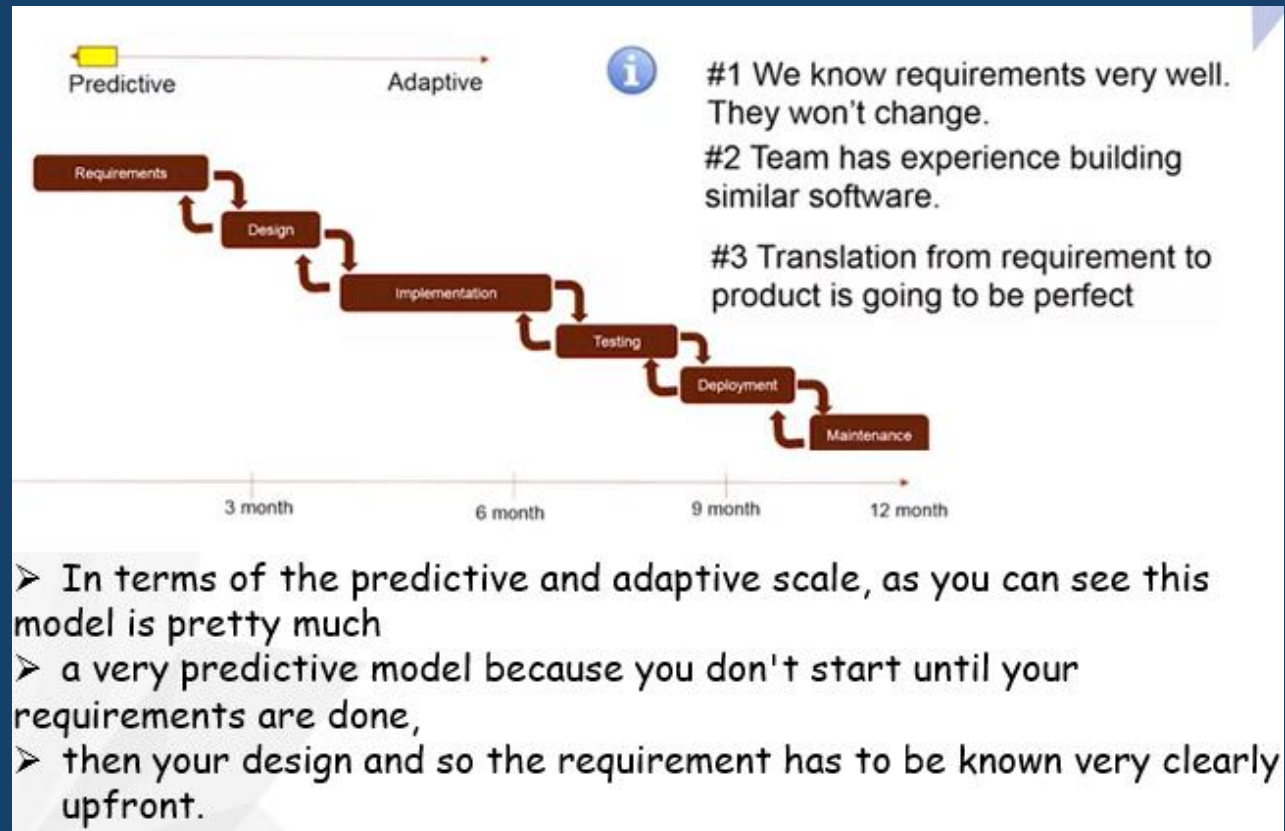 Predictive
Adaptive
#1 We know requirements very well.
They won't change.
#2 Team has experience building
similar software.
#3 Translation from requirement to
product is going to be perfect
Requirements
Design
Implementation
Testing
Deployment
Maintenance
3 month
6 month
9 month
12 month
➢ In terms of the predictive and adaptive scale, as you can see this
model is pretty much
➢ a very predictive model because you don't start until your
requirements are done,
➢ then your design and so the requirement has to be known very clearly
upfront.